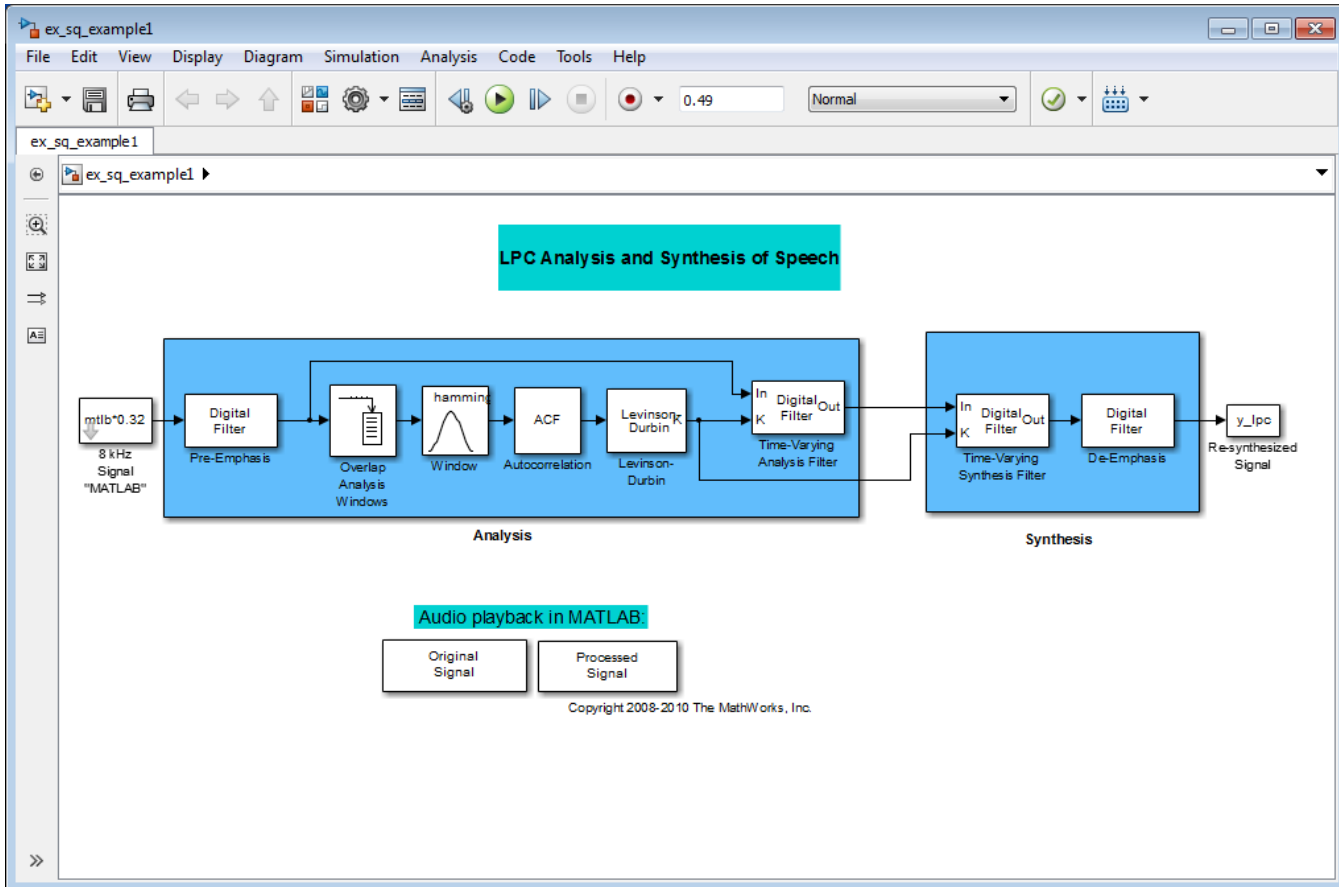 ex_sq_example1
File Edit View Display Diagram Simulation Analysis Code Tools Help
0.49 Normal
ex_sq_example1
ex_sq_example1
LPC Analysis and Synthesis of Speech
mtlb*0.32
8 kHz
Signal
"MATLAB"
Digital
Filter
Pre-Emphasis
Overlap
Analysis
Windows
hamming
Window
ACF
Autocorrelation
Levinson-
Durbin
K
Levinson-
Durbin
In
K
Digital
Filter
Out
Time-Varying
Analysis Filter
Analysis
In
K
Digital
Filter
Out
Time-Varying
Synthesis Filter
Digital
Filter
De-Emphasis
Synthesis
y_lpc
Re-synthesized
Signal
Audio playback in MATLAB:
Original
Signal
Processed
Signal
Copyright 2008-2010 The MathWorks, Inc.